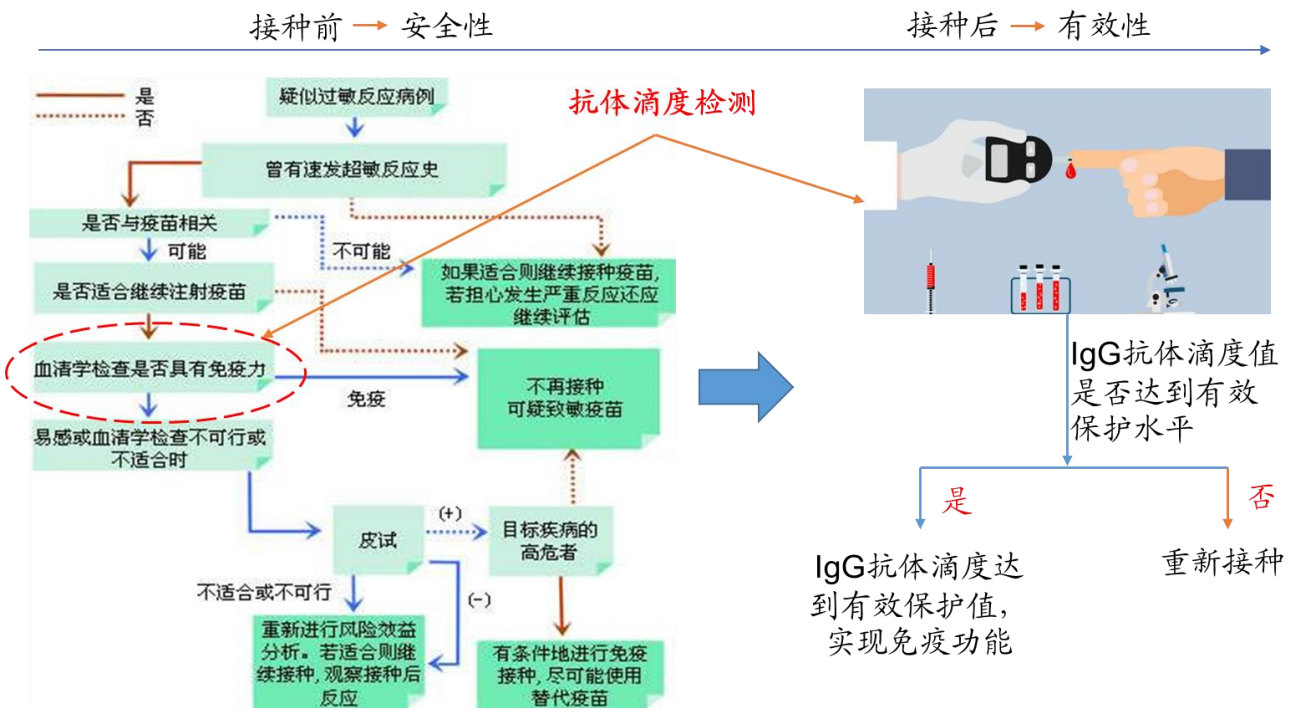 接种前 → 安全性
接种后 → 有效性
是
否
疑似过敏反应病例
抗体滴度检测
曾有速发超敏反应史
是否与疫苗相关
可能
不可能
如果适合则继续接种疫苗,
若担心发生严重反应还应
继续评估
是否适合继续注射疫苗
血清学检查是否具有免疫力
免疫
不再接种
可疑致敏疫苗
易感或血清学检查不可行或
不适合时
皮试
(+)
目标疾病的
高危者
不适合或不可行
(-)
重新进行风险效益
分析。若适合则继
续接种, 观察接种后
反应
有条件地进行免疫
接种, 尽可能使用
替代疫苗
IgG抗体滴度值
是否达到有效
保护水平
是
否
IgG抗体滴度达
到有效保护值,
实现免疫功能
重新接种